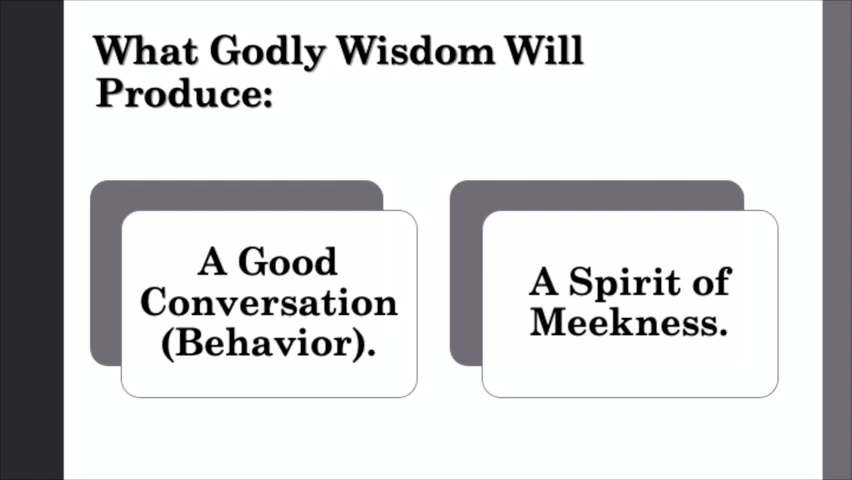 What Godly Wisdom Will
Produce:
A Good
Conversation
(Behavior).
A Spirit of
Meekness.